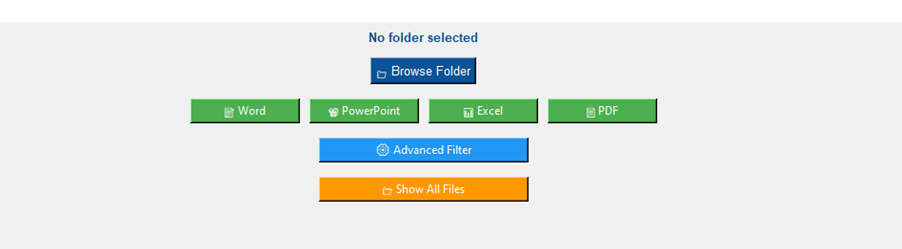 No folder selected
Browse Folder
Word PowerPoint Excel PDF
Advanced Filter
Show All Files